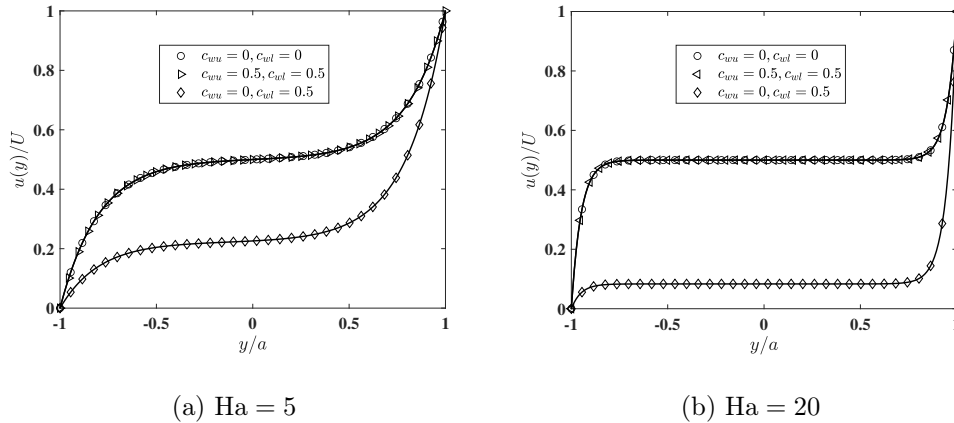 1
0.8
0.6
0.4
0.2
0
u(y)/U
-1 -0.5 0 0.5 1
y/a
c_{wu} = 0, c_{wl} = 0
c_{wu} = 0.5, c_{wl} = 0.5
c_{wu} = 0, c_{wl} = 0.5
(a) Ha = 5
1
0.8
0.6
0.4
0.2
0
u(y)/U
-1 -0.5 0 0.5 1
y/a
c_{wu} = 0, c_{wl} = 0
c_{wu} = 0.5, c_{wl} = 0.5
c_{wu} = 0, c_{wl} = 0.5
(b) Ha = 20